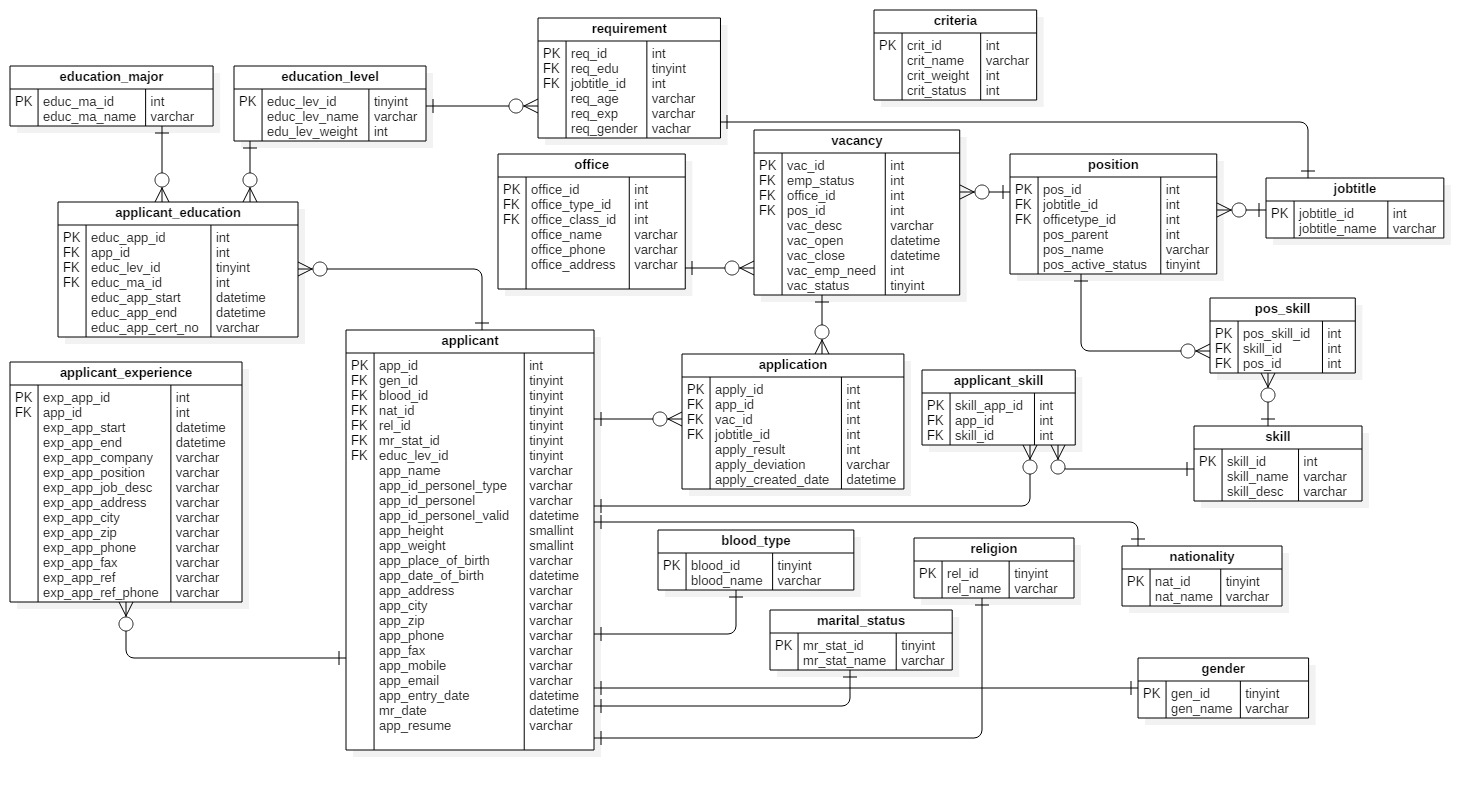 requirement
PK req_id int
FK req_edu tinyint
FK jobtitle_id int
req_age varchar
req_exp varchar
req_gender vachar
criteria
PK crit_id int
crit_name varchar
crit_weight int
crit_status int
education_major
PK educ_ma_id int
educ_ma_name varchar
education_level
PK educ_lev_id tinyint
educ_lev_name varchar
edu_lev_weight int
office
PK office_id int
FK office_type_id int
FK office_class_id int
office_name varchar
office_phone varchar
office_address varchar
vacancy
PK vac_id int
FK emp_status int
FK office_id int
FK pos_id int
vac_desc varchar
vac_open datetime
vac_close datetime
vac_emp_need int
vac_status tinyint
position
PK pos_id int
FK jobtitle_id int
FK officetype_id int
pos_parent int
pos_name varchar
pos_active_status tinyint
jobtitle
PK jobtitle_id int
jobtitle_name varchar
applicant_education
PK educ_app_id int
FK app_id int
FK educ_lev_id tinyint
FK educ_ma_id int
educ_app_start datetime
educ_app_end datetime
educ_app_cert_no varchar
pos_skill
PK pos_skill_id int
FK skill_id int
FK pos_id int
applicant
PK app_id int
FK gen_id tinyint
FK blood_id tinyint
FK nat_id tinyint
FK rel_id tinyint
FK mr_stat_id tinyint
FK educ_lev_id tinyint
app_name varchar
app_id_personel_type varchar
app_id_personel varchar
app_id_personel_valid datetime
app_height smallint
app_weight smallint
app_place_of_birth varchar
app_date_of_birth datetime
app_address varchar
app_city varchar
app_zip varchar
app_phone varchar
app_fax varchar
app_mobile varchar
app_email varchar
app_entry_date datetime
mr_date datetime
app_resume varchar
application
PK apply_id int
FK app_id int
FK vac_id int
FK jobtitle_id int
apply_result int
apply_deviation varchar
apply_created_date datetime
applicant_skill
PK skill_app_id int
FK app_id int
FK skill_id int
applicant_experience
PK exp_app_id int
FK app_id int
exp_app_start datetime
exp_app_end datetime
exp_app_company varchar
exp_app_position varchar
exp_app_job_desc varchar
exp_app_address varchar
exp_app_city varchar
exp_app_zip varchar
exp_app_phone varchar
exp_app_fax varchar
exp_app_ref varchar
exp_app_ref_phone varchar
skill
PK skill_id int
skill_name varchar
skill_desc varchar
blood_type
PK blood_id tinyint
blood_name varchar
religion
PK rel_id tinyint
rel_name varchar
nationality
PK nat_id tinyint
nat_name varchar
marital_status
PK mr_stat_id tinyint
mr_stat_name varchar
gender
PK gen_id tinyint
gen_name varchar